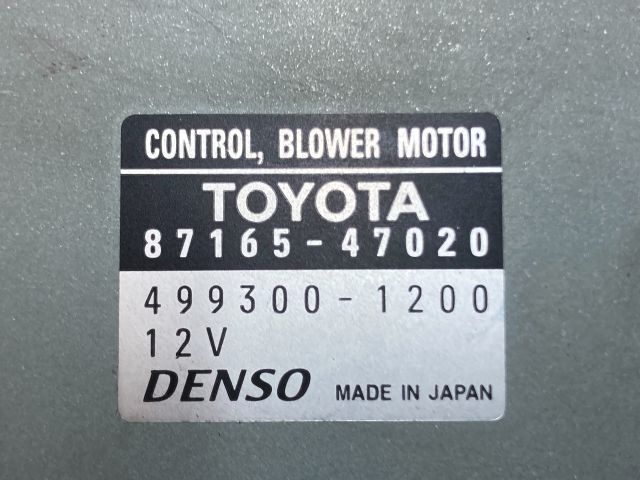 CONTROL, BLOWER MOTOR
TOYOTA
87165-47020
499300-1200
12V
DENSO MADE IN JAPAN